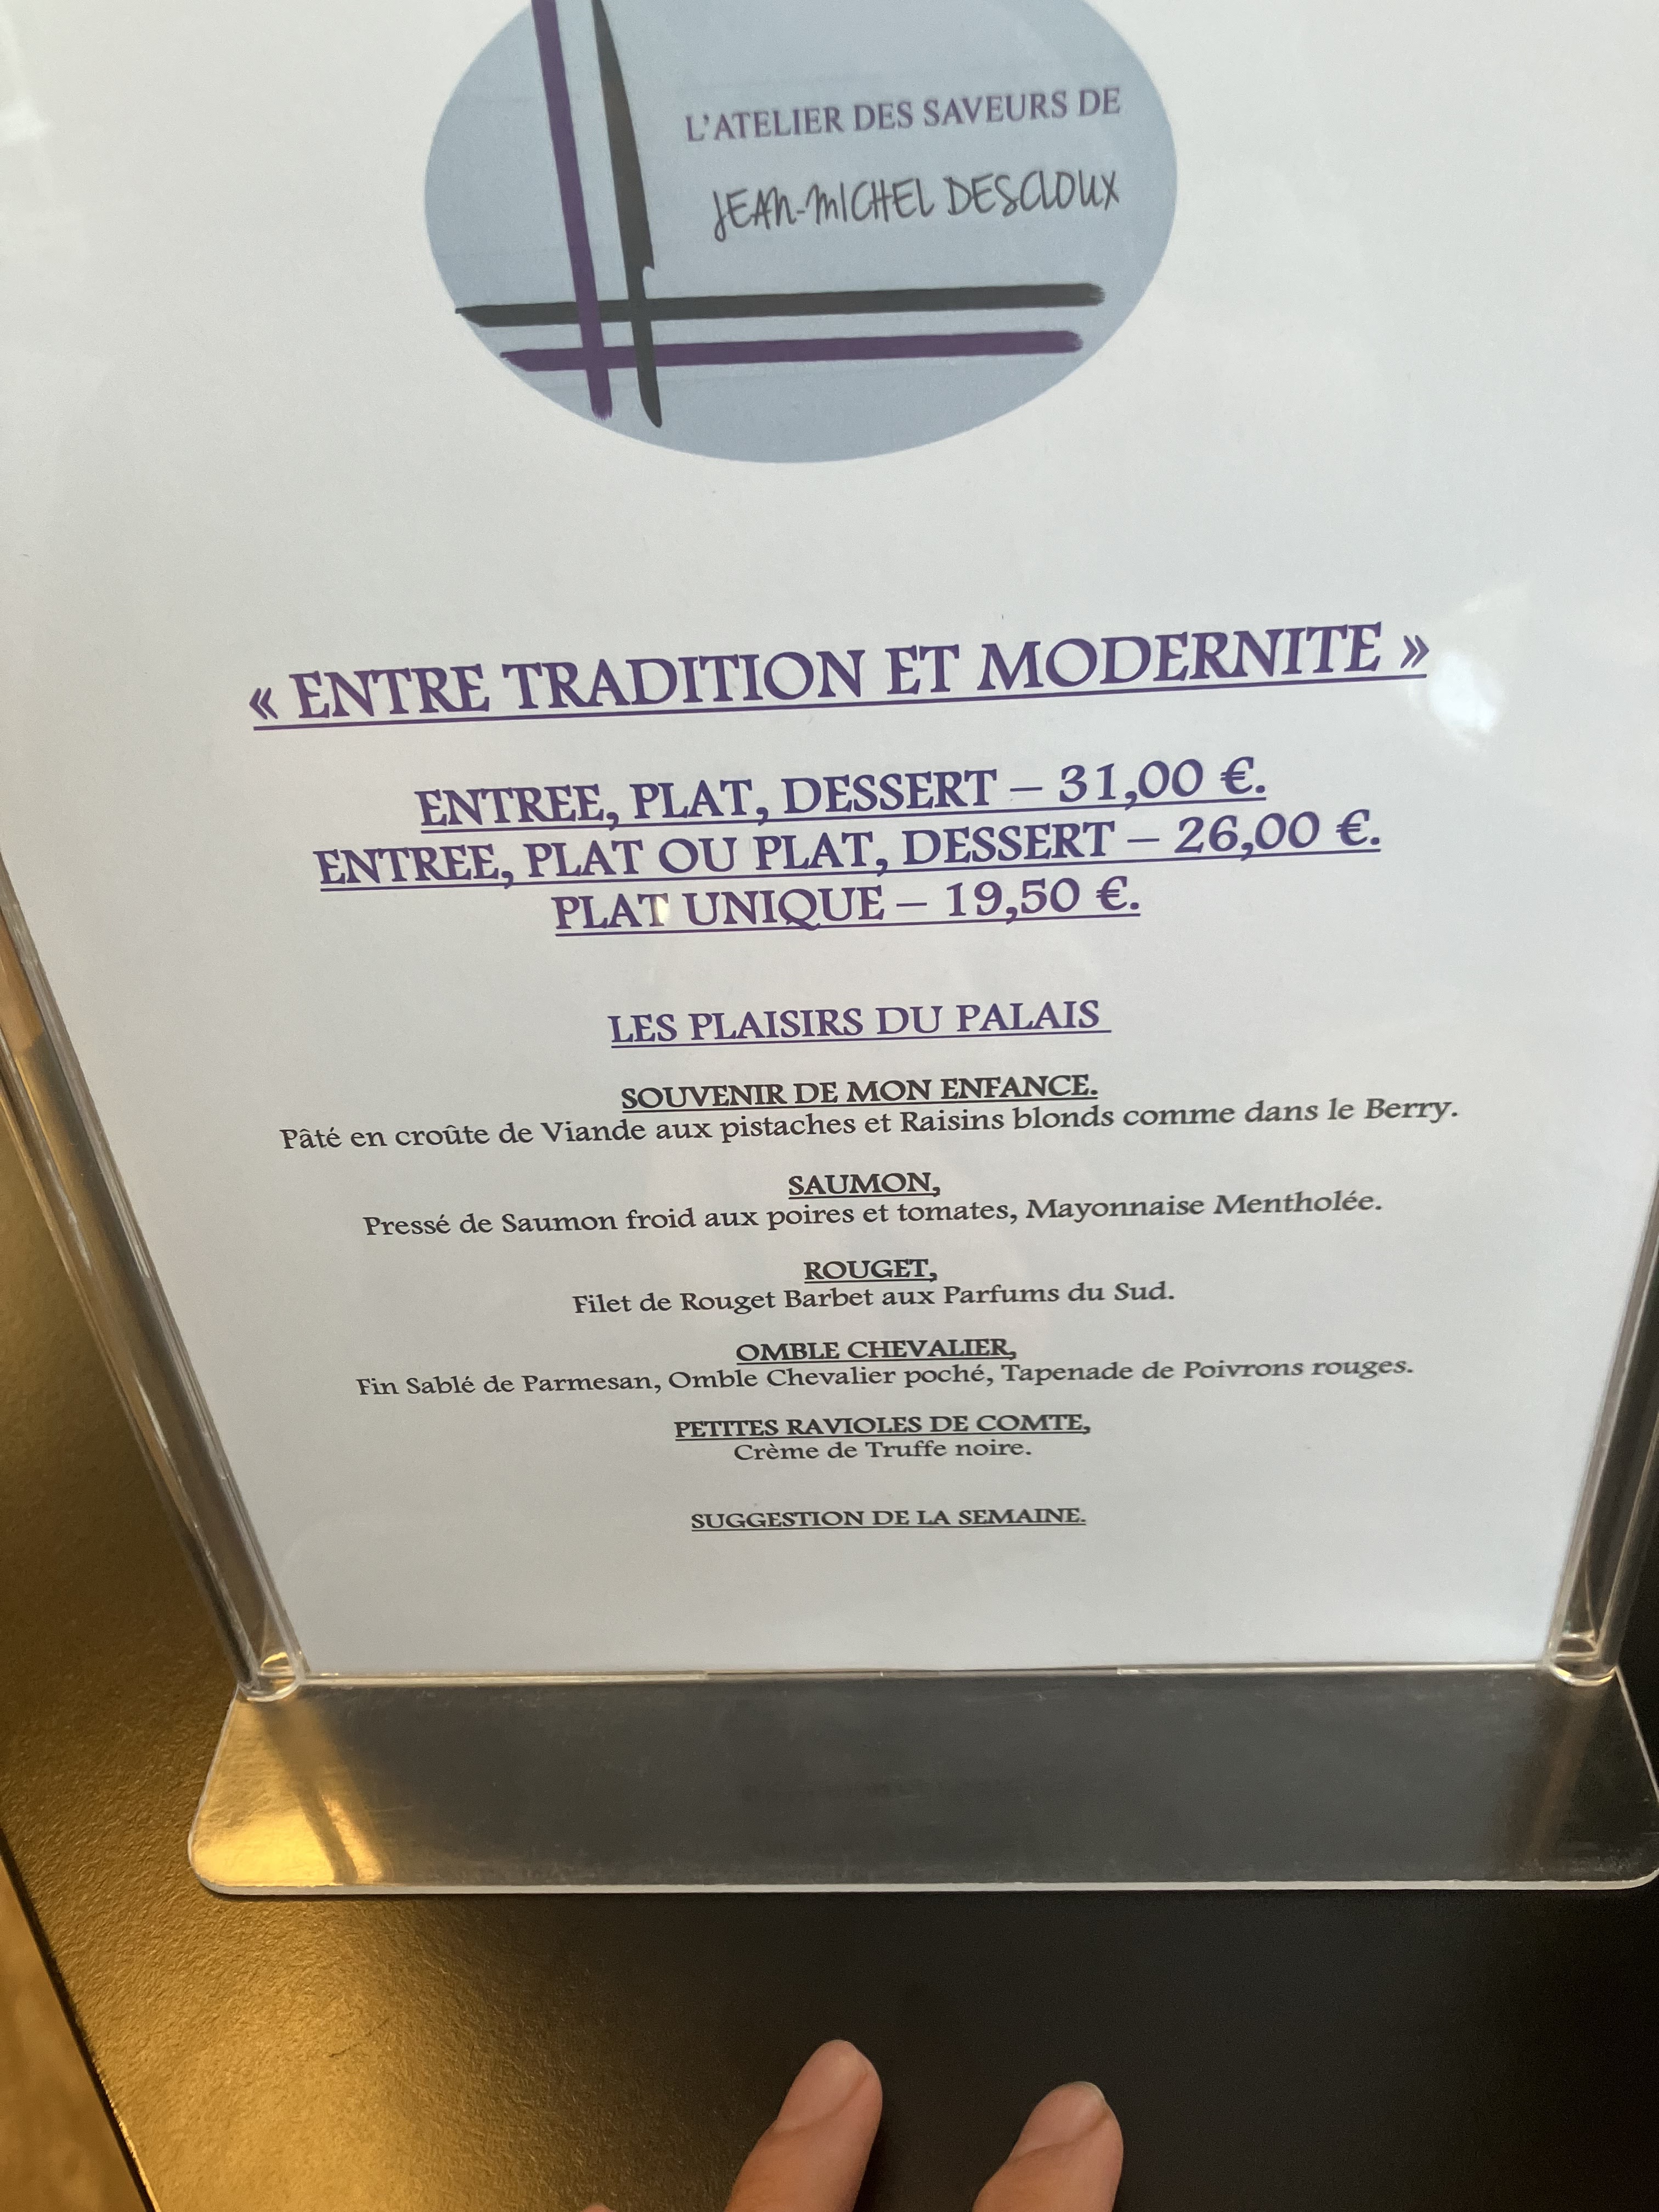 L'ATELIER DES SAVEURS DE
JEAN-MICHEL DESCLOUX
« ENTRE TRADITION ET MODERNITE »
ENTREE, PLAT, DESSERT – 31,00 €.
ENTREE, PLAT OU PLAT, DESSERT – 26,00 €.
PLAT UNIQUE – 19,50 €.
LES PLAISIRS DU PALAIS
SOUVENIR DE MON ENFANCE.
Pâté en croûte de Viande aux pistaches et Raisins blonds comme dans le Berry.
SAUMON,
Pressé de Saumon froid aux poires et tomates, Mayonnaise Mentholée.
ROUGET,
Filet de Rouget Barbet aux Parfums du Sud.
OMBLE CHEVALIER,
Fin Sablé de Parmesan, Omble Chevalier poché, Tapenade de Poivrons rouges.
PETITES RAVIOLES DE COMTE,
Crème de Truffe noire.
SUGGESTION DE LA SEMAINE.